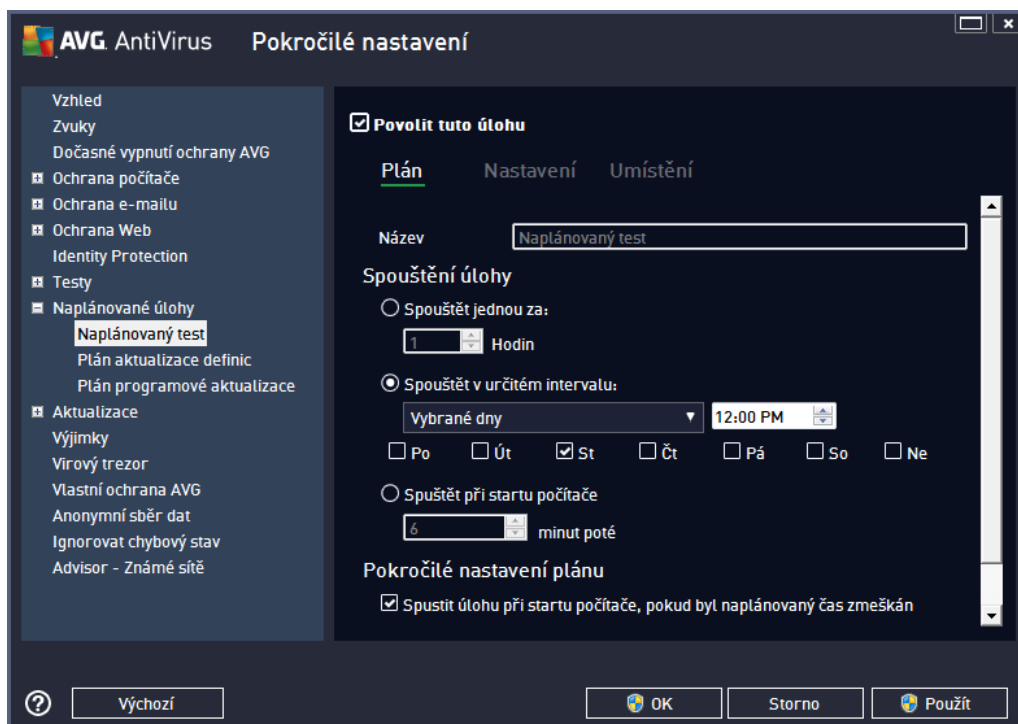 AVG. AntiVirus Pokročilé nastavení
Vzhled
Zvuky
Dočasné vypnutí ochrany AVG
Ochrana počítače
Ochrana e-mailu
Ochrana Web
Identity Protection
Testy
Naplánované úlohy
Naplánovaný test
Plán aktualizace definic
Plán programové aktualizace
Aktualizace
Výjimky
Virový trezor
Vlastní ochrana AVG
Anonymní sběr dat
Ignorovat chybový stav
Advisor - Známé sítě
Povolit tuto úlohu
Plán Nastavení Umístění
Název Naplánovaný test
Spouštění úlohy
Spouštět jednou za:
1 Hodin
Spouštět v určitém intervalu:
Vybrané dny 12:00 PM
Po Út St Čt Pá So Ne
Spuštět při startu počítače
6 minut poté
Pokročilé nastavení plánu
Spustit úlohu při startu počítače, pokud byl naplánovaný čas zmeškán
? Výchozí OK Storno Použít